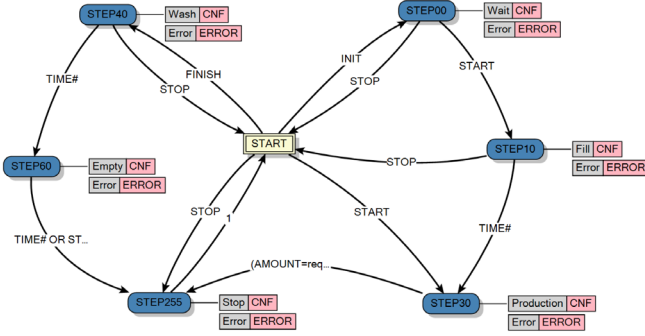 STEP40 Wash CNF
Error ERROR
STEP00 Wait CNF
Error ERROR
INIT
FINISH
START
TIME#
STOP
STOP
START
STEP60 Empty CNF
Error ERROR
STOP
STEP10 Fill CNF
Error ERROR
STOP
1
START
TIME#
TIME# OR ST...
(AMOUNT=req...
STEP255 Stop CNF
Error ERROR
STEP30 Production CNF
Error ERROR